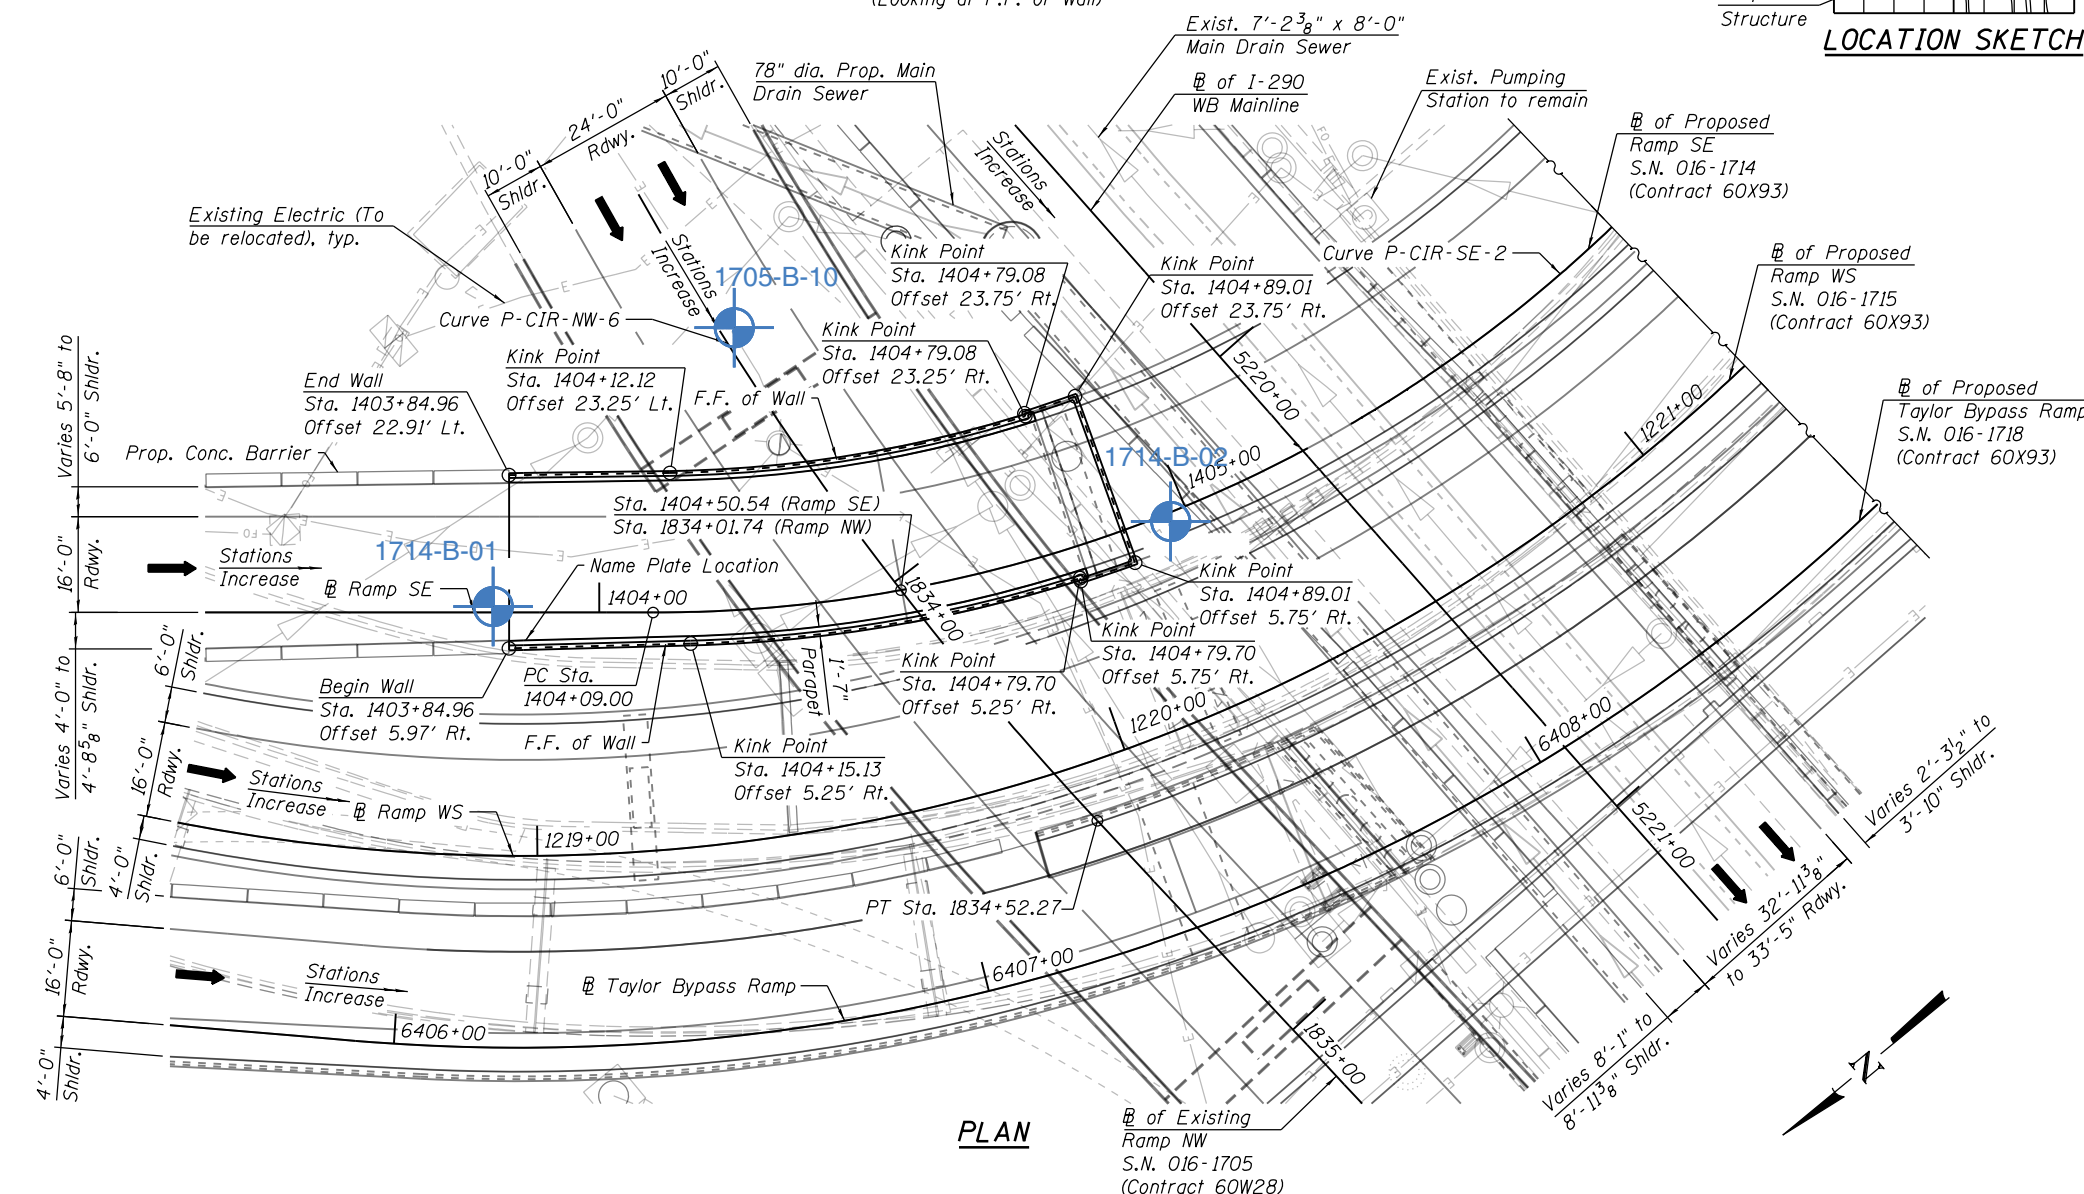 (Looking at F.F. of Wall)
Structure
LOCATION SKETCH
Exist. 7'-2 3/8" x 8'-0"
Main Drain Sewer
78" dia. Prop. Main
Drain Sewer
℄ of I-290
WB Mainline
Exist. Pumping
Station to remain
℄ of Proposed
Ramp SE
S.N. 016-1714
(Contract 60X93)
10'-0"
Shldr.
24'-0"
Rdwy.
10'-0"
Shldr.
Stations
Increase
Existing Electric (To
be relocated), typ.
Stations
Increase
1705-B-10
Kink Point
Sta. 1404+79.08
Offset 23.75' Rt.
Kink Point
Sta. 1404+89.01
Offset 23.75' Rt.
Curve P-CIR-SE-2
℄ of Proposed
Ramp WS
S.N. 016-1715
(Contract 60X93)
Curve P-CIR-NW-6
Kink Point
Sta. 1404+79.08
Offset 23.25' Rt.
Kink Point
Sta. 1404+12.12
Offset 23.25' Lt.
F.F. of Wall
End Wall
Sta. 1403+84.96
Offset 22.91' Lt.
Varies 5'-8" to
6'-0" Shldr.
Prop. Conc. Barrier
5220+00
1221+00
℄ of Proposed
Taylor Bypass Ramp
S.N. 016-1718
(Contract 60X93)
1714-B-02
1405+00
Sta. 1404+50.54 (Ramp SE)
Sta. 1834+01.74 (Ramp NW)
1714-B-01
16'-0"
Rdwy.
Stations
Increase
℄ Ramp SE
Name Plate Location
1404+00
1834+00
Kink Point
Sta. 1404+89.01
Offset 5.75' Rt.
Kink Point
Sta. 1404+79.70
Offset 5.75' Rt.
Kink Point
Sta. 1404+79.70
Offset 5.25' Rt.
1'-7"
Parapet
PC Sta.
1404+09.00
Begin Wall
Sta. 1403+84.96
Offset 5.97' Rt.
F.F. of Wall
Kink Point
Sta. 1404+15.13
Offset 5.25' Rt.
Varies 4'-0" to
4'-8 5/8" Shldr.
6'-0"
Shldr.
16'-0"
Rdwy.
Stations
Increase
℄ Ramp WS
1219+00
1220+00
6408+00
5221+00
Varies 2'-3 1/2" to
3'-10" Shldr.
Varies 32'-11 3/8"
to 33'-5" Rdwy.
Varies 8'-1" to
8'-11 3/8" Shldr.
6'-0"
Shldr.
4'-0"
Shldr.
PT Sta. 1834+52.27
16'-0"
Rdwy.
Stations
Increase
℄ Taylor Bypass Ramp
6407+00
6406+00
4'-0"
Shldr.
1835+00
N
PLAN
℄ of Existing
Ramp NW
S.N. 016-1705
(Contract 60W28)